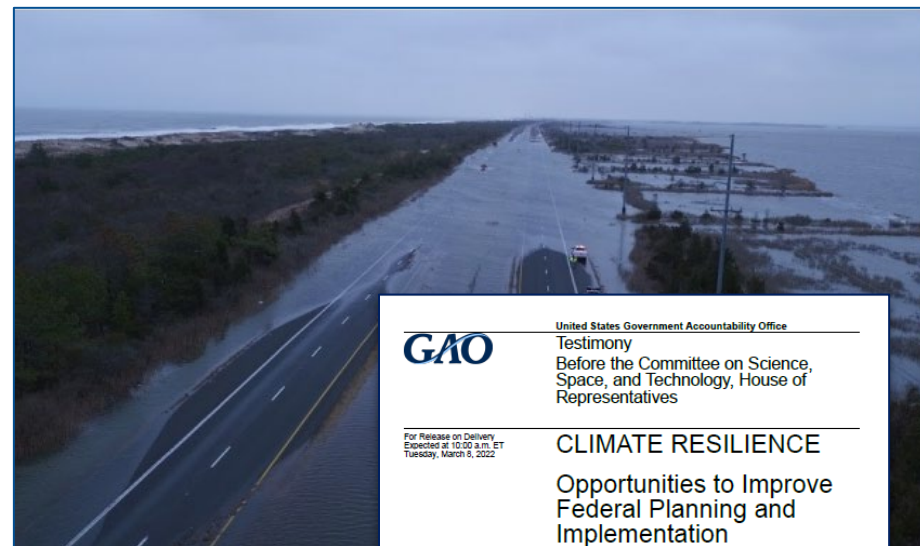 United States Government Accountability Office
GAO
Testimony
Before the Committee on Science,
Space, and Technology, House of
Representatives
For Release on Delivery
Expected at 10:00 a.m. ET
Tuesday, March 8, 2022
CLIMATE RESILIENCE
Opportunities to Improve
Federal Planning and
Implementation